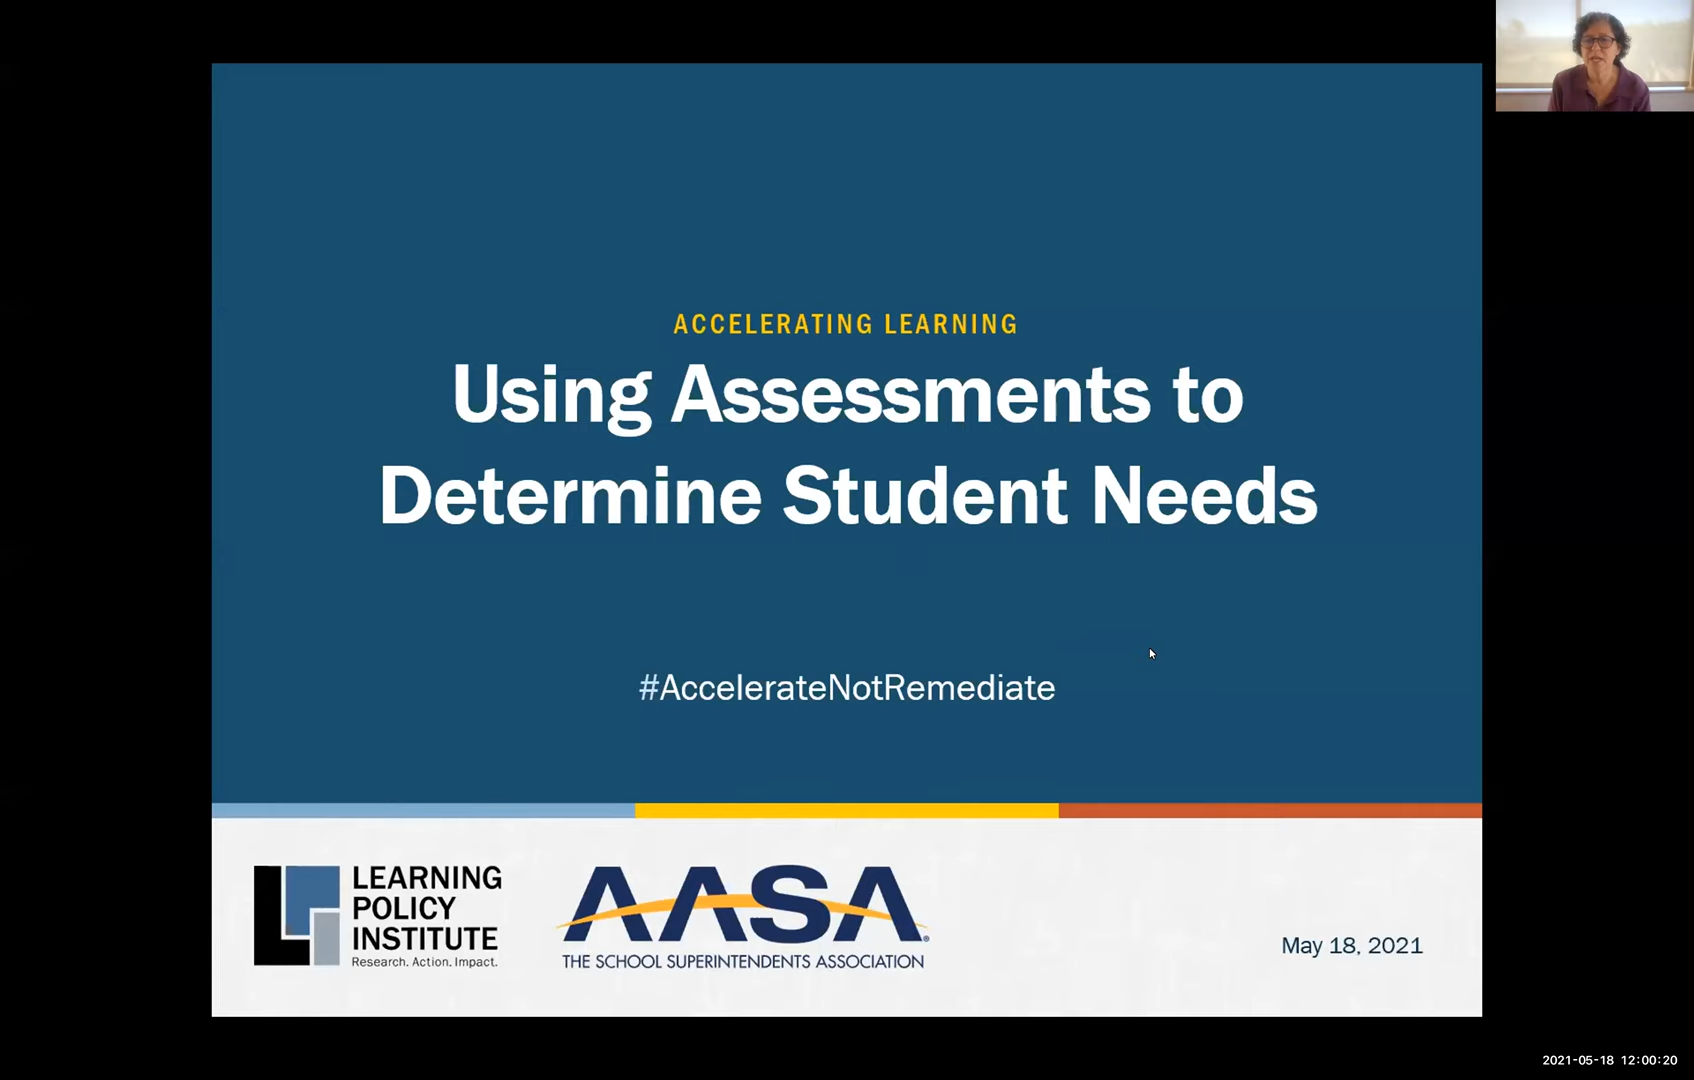 ACCELERATING LEARNING
Using Assessments to
Determine Student Needs
#AccelerateNotRemediate
LEARNING
POLICY
INSTITUTE
Research. Action. Impact.
AASA®
THE SCHOOL SUPERINTENDENTS ASSOCIATION
May 18, 2021
2021-05-18 12:00:20